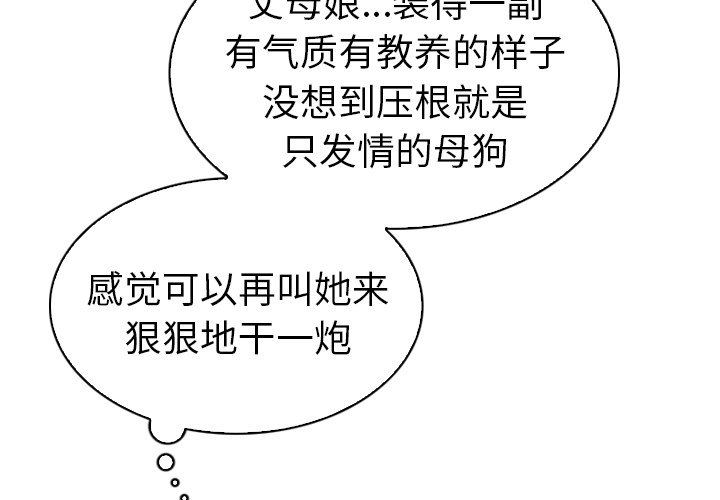 丈母娘...装得一副
有气质有教养的样子
没想到压根就是
只发情的母狗
感觉可以再叫她来
狠狠地干一炮